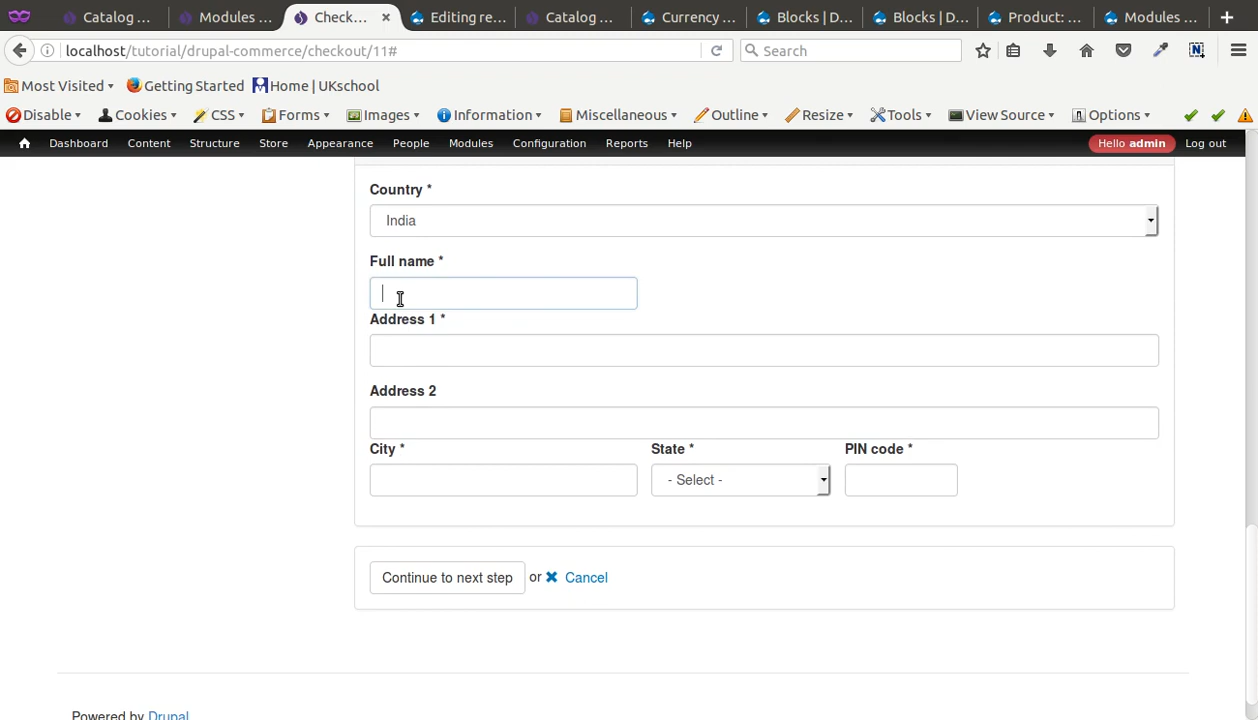 Catalog ... Modules ... Check... × Editing re... Catalog ... Currency ... Blocks | D... Blocks | D... Product: ... Modules ... +
localhost/tutorial/drupal-commerce/checkout/11# Search
Most Visited Getting Started Home | UKschool
Disable Cookies CSS Forms Images Information Miscellaneous Outline Resize Tools View Source Options
Dashboard Content Structure Store Appearance People Modules Configuration Reports Help Hello admin Log out
Country *
India
Full name *
Address 1 *
Address 2
City * State * PIN code *
- Select -
Continue to next step or Cancel
Powered by Drupal